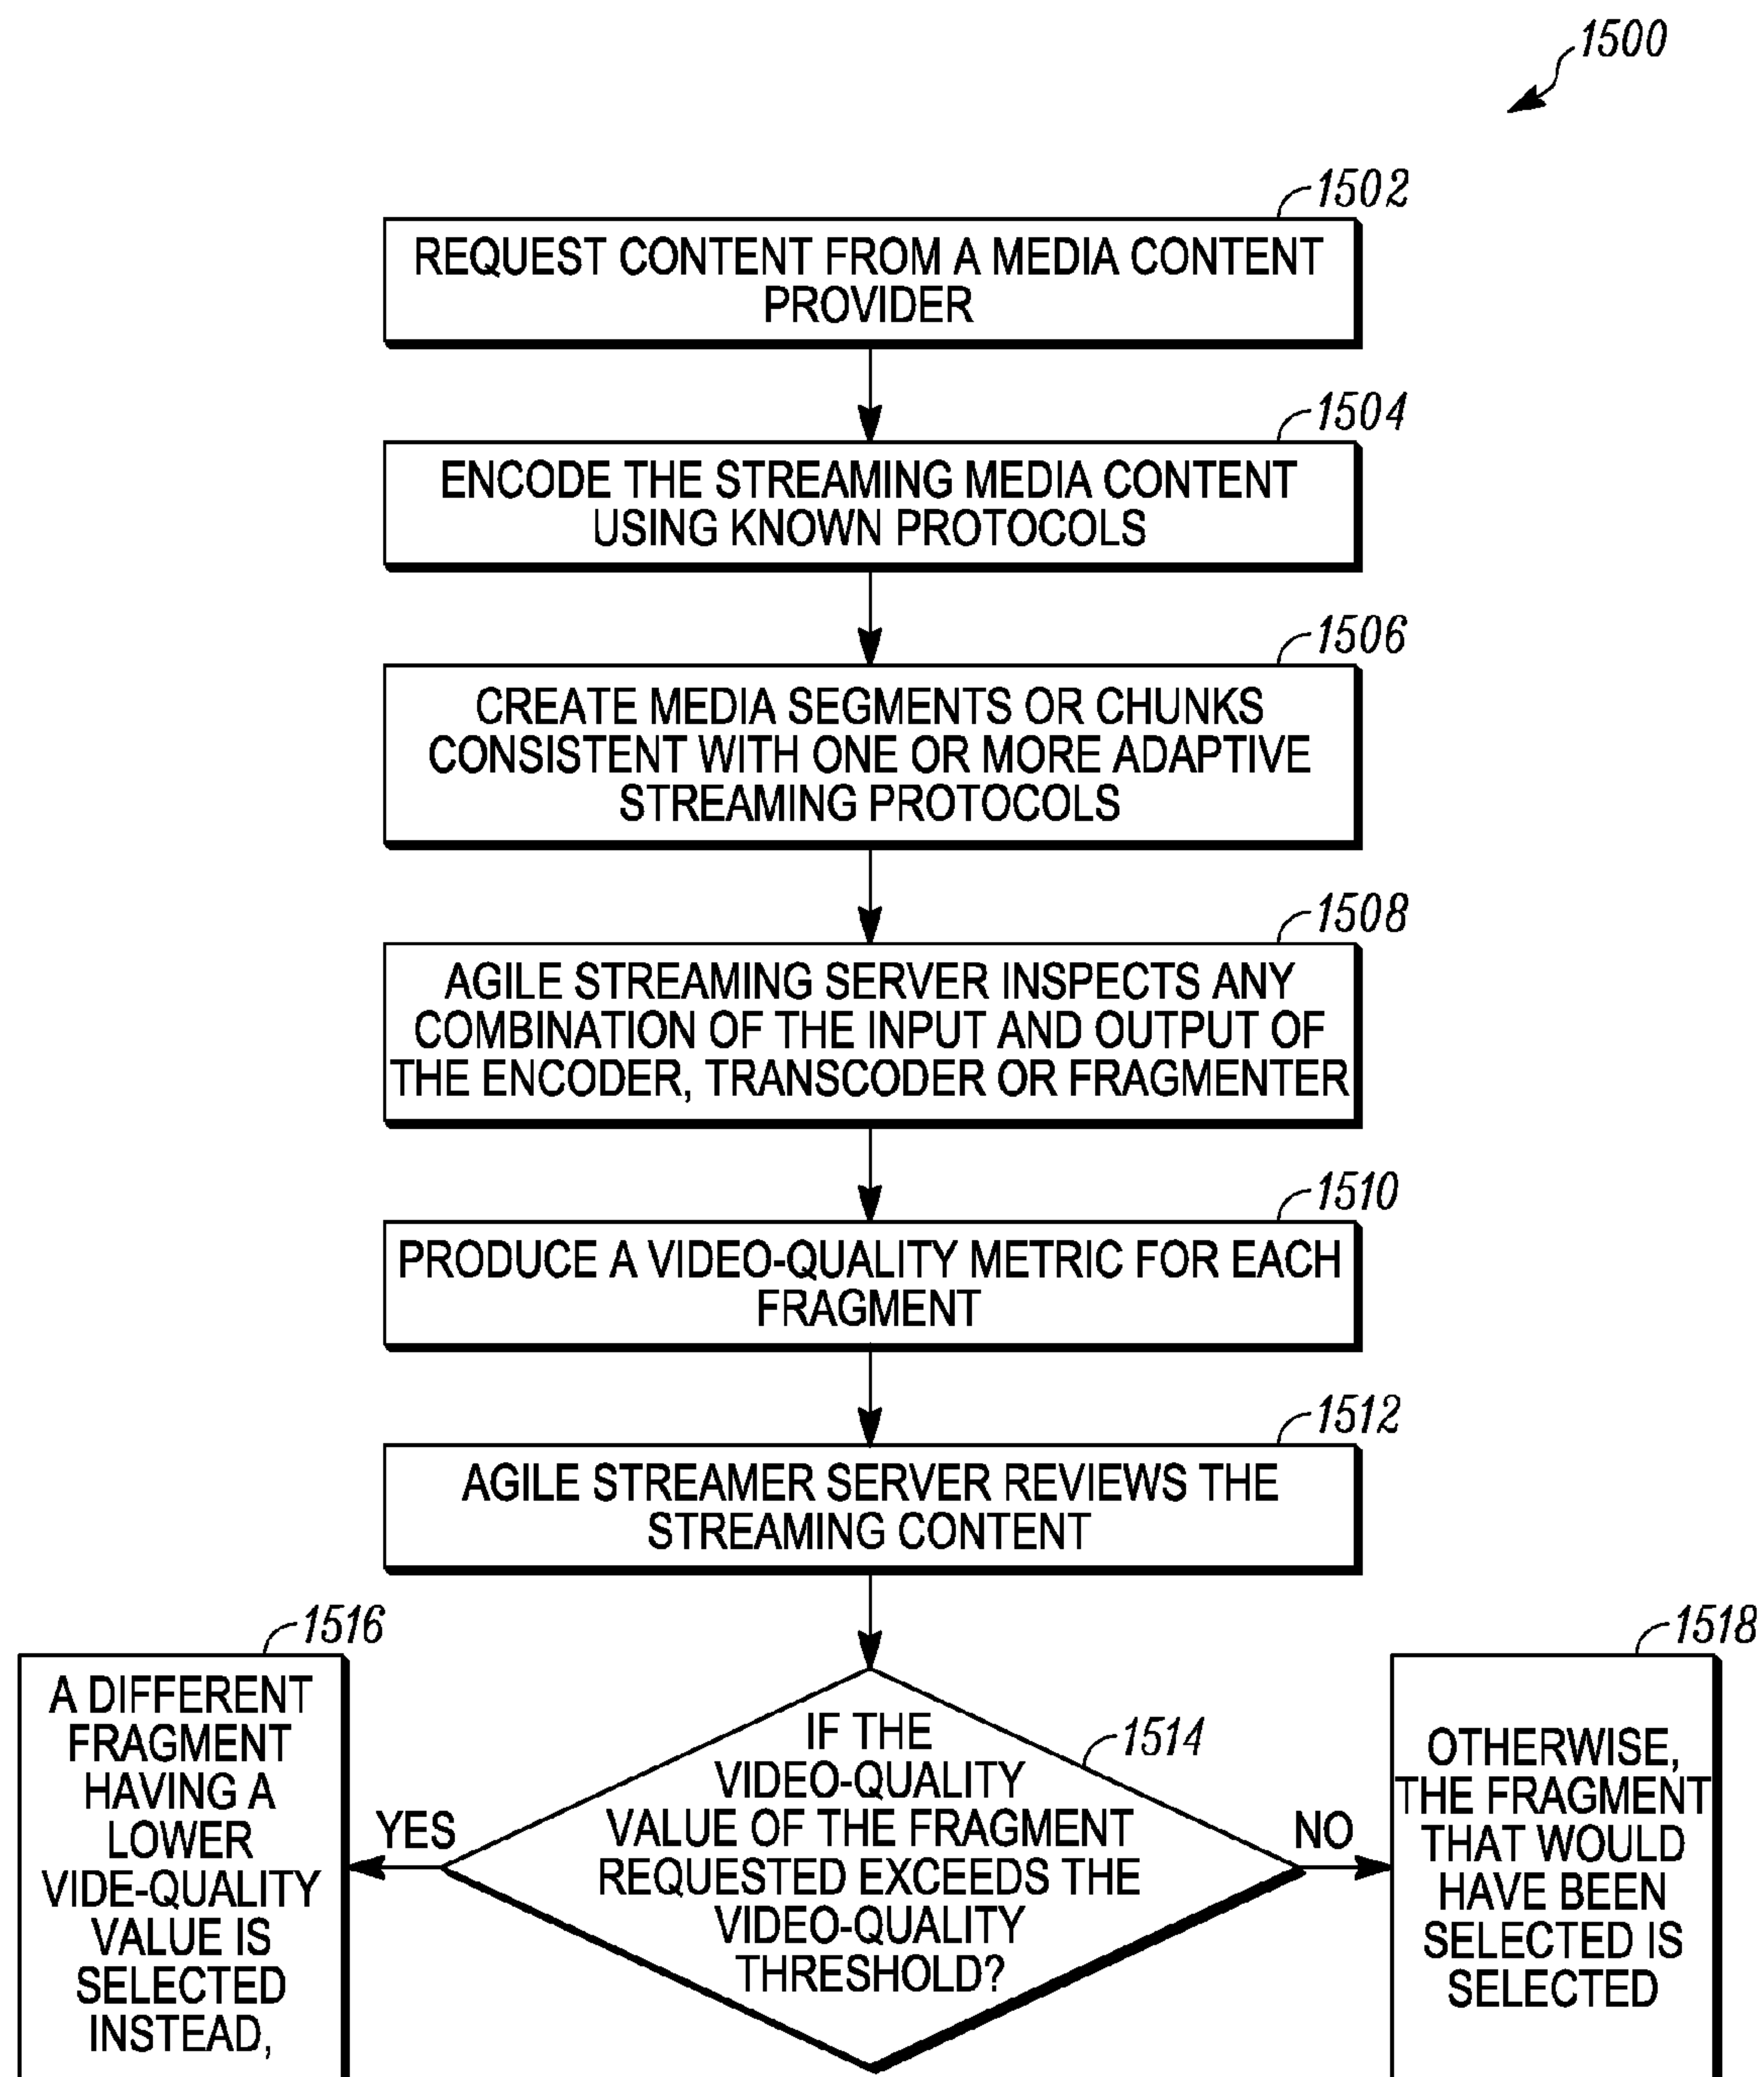 1500
1502
REQUEST CONTENT FROM A MEDIA CONTENT
PROVIDER
1504
ENCODE THE STREAMING MEDIA CONTENT
USING KNOWN PROTOCOLS
1506
CREATE MEDIA SEGMENTS OR CHUNKS
CONSISTENT WITH ONE OR MORE ADAPTIVE
STREAMING PROTOCOLS
1508
AGILE STREAMING SERVER INSPECTS ANY
COMBINATION OF THE INPUT AND OUTPUT OF
THE ENCODER, TRANSCODER OR FRAGMENTER
1510
PRODUCE A VIDEO-QUALITY METRIC FOR EACH
FRAGMENT
1512
AGILE STREAMER SERVER REVIEWS THE
STREAMING CONTENT
1516
A DIFFERENT
FRAGMENT
HAVING A
LOWER
VIDE-QUALITY
VALUE IS
SELECTED
INSTEAD,
YES
1514
IF THE
VIDEO-QUALITY
VALUE OF THE FRAGMENT
REQUESTED EXCEEDS THE
VIDEO-QUALITY
THRESHOLD?
NO
1518
OTHERWISE,
THE FRAGMENT
THAT WOULD
HAVE BEEN
SELECTED IS
SELECTED